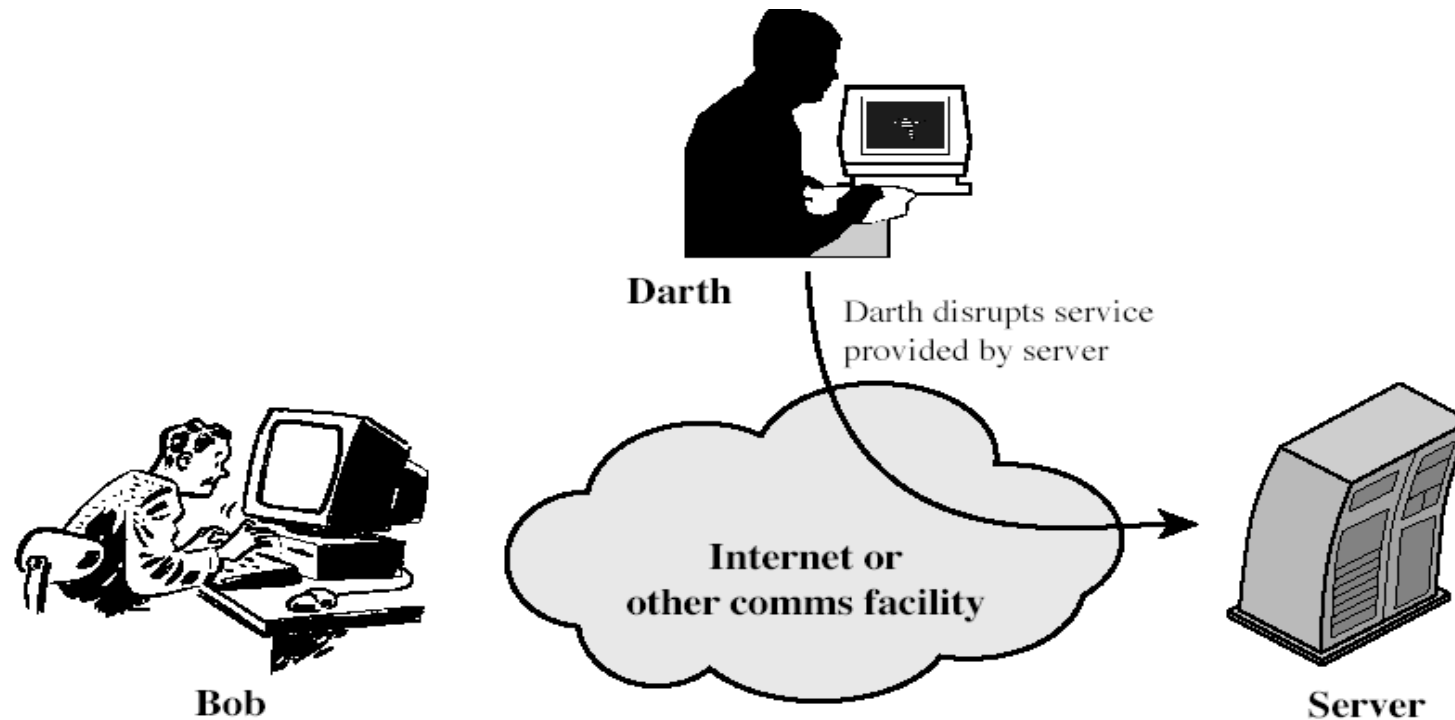 Darth
Darth disrupts service
provided by server
Internet or
other comms facility
Bob
Server